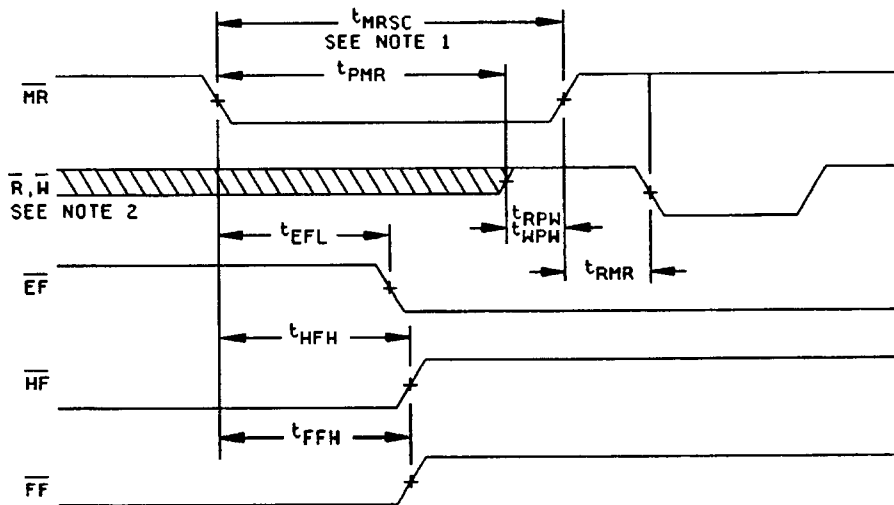 tMRSC
SEE NOTE 1
tPMR
MR
R,W
SEE NOTE 2
tRPW
tWPW
tEFL
tRMR
EF
tHFH
HF
tFFH
FF